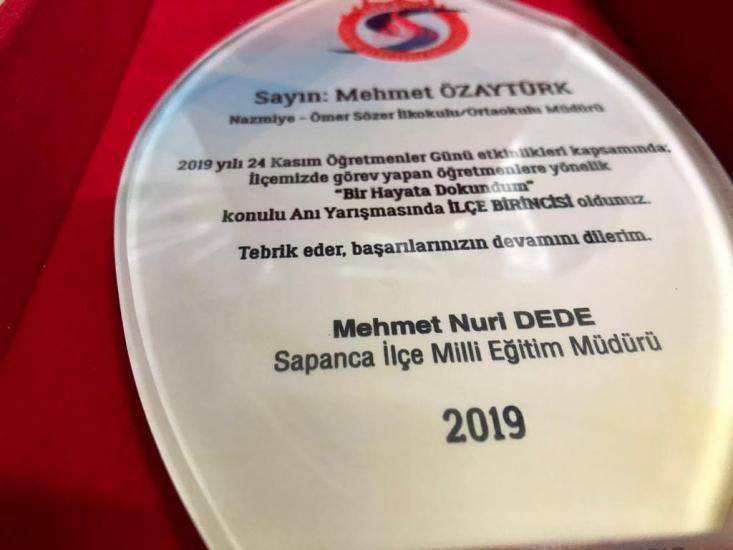 Sayın: Mehmet ÖZAYTÜRK
Nazmiye - Ömer Sözer İlkokulu/Ortaokulu Müdürü
2019 yılı 24 Kasım Öğretmenler Günü etkinlikleri kapsamında;
İlçemizde görev yapan öğretmenlere yönelik
"Bir Hayata Dokundum"
konulu Anı Yarışmasında İLÇE BİRİNCİSİ oldunuz.
Tebrik eder, başarılarınızın devamını dilerim.
Mehmet Nuri DEDE
Sapanca İlçe Milli Eğitim Müdürü
2019